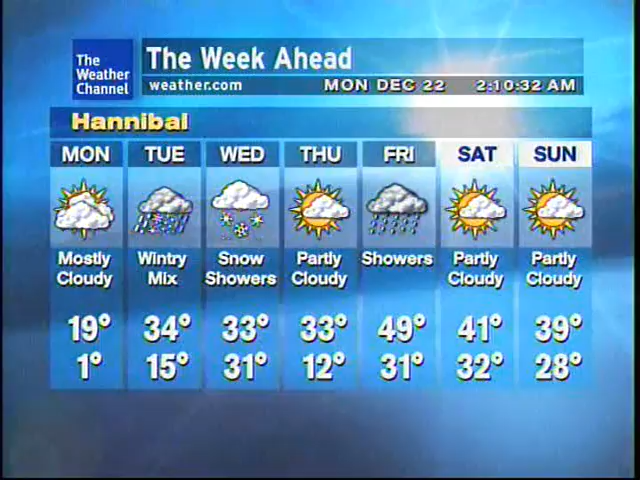 The Weather Channel
The Week Ahead
weather.com MON DEC 22 2:10:32 AM
Hannibal
MON TUE WED THU FRI SAT SUN
Mostly Cloudy Wintry Mix Snow Showers Partly Cloudy Showers Partly Cloudy Partly Cloudy
19° 34° 33° 33° 49° 41° 39°
1° 15° 31° 12° 31° 32° 28°